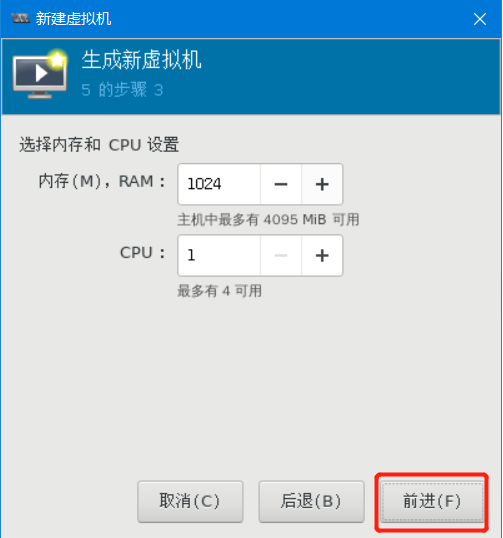 新建虚拟机
生成新虚拟机
5 的步骤 3
选择内存和 CPU 设置
内存(M)，RAM： 1024 − +
主机中最多有 4095 MiB 可用
CPU： 1 − +
最多有 4 可用
取消(C) 后退(B) 前进(F)